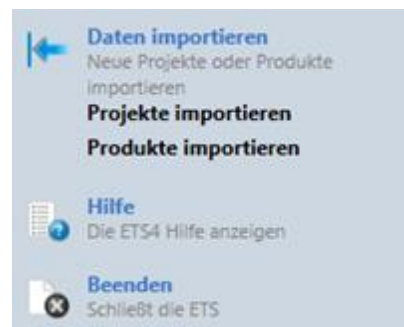 Daten importieren
Neue Projekte oder Produkte
importieren
Projekte importieren
Produkte importieren
Hilfe
Die ETS4 Hilfe anzeigen
Beenden
Schließt die ETS